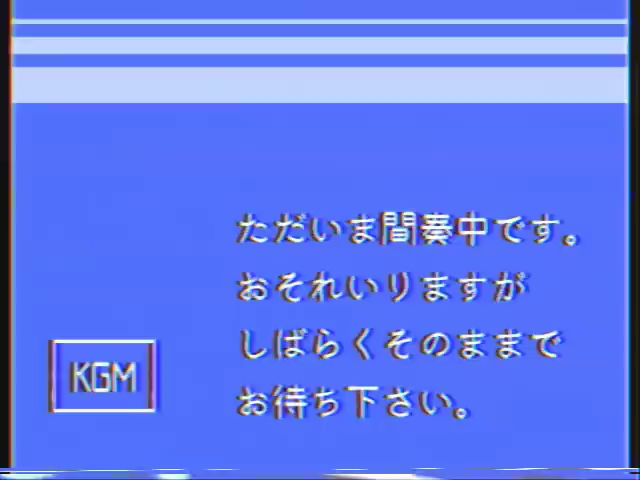 ただいま間奏中です。
おそれいりますが
しばらくそのままで
お待ち下さい。
KGM